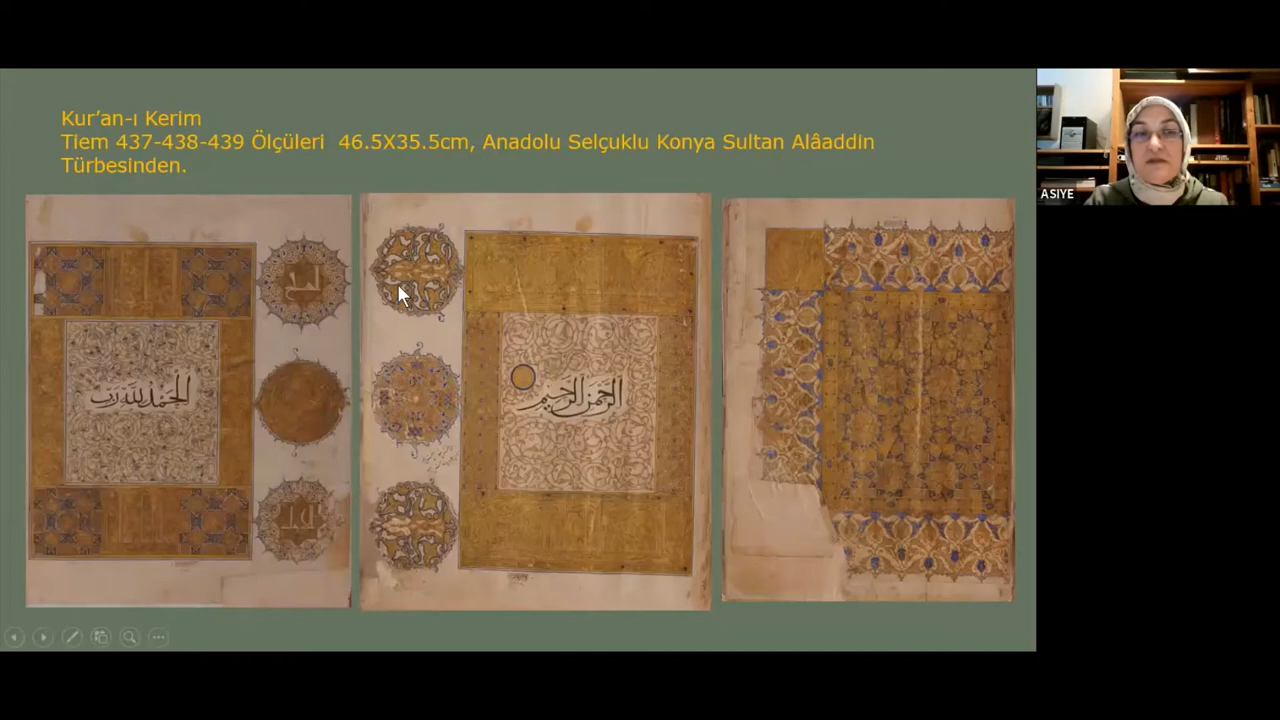 Kur’an-ı Kerim
Tiem 437-438-439 Ölçüleri 46.5X35.5cm, Anadolu Selçuklu Konya Sultan Alâaddin
Türbesinden.
ASIYE
الحمد لله رب
الرحمن الرحيم